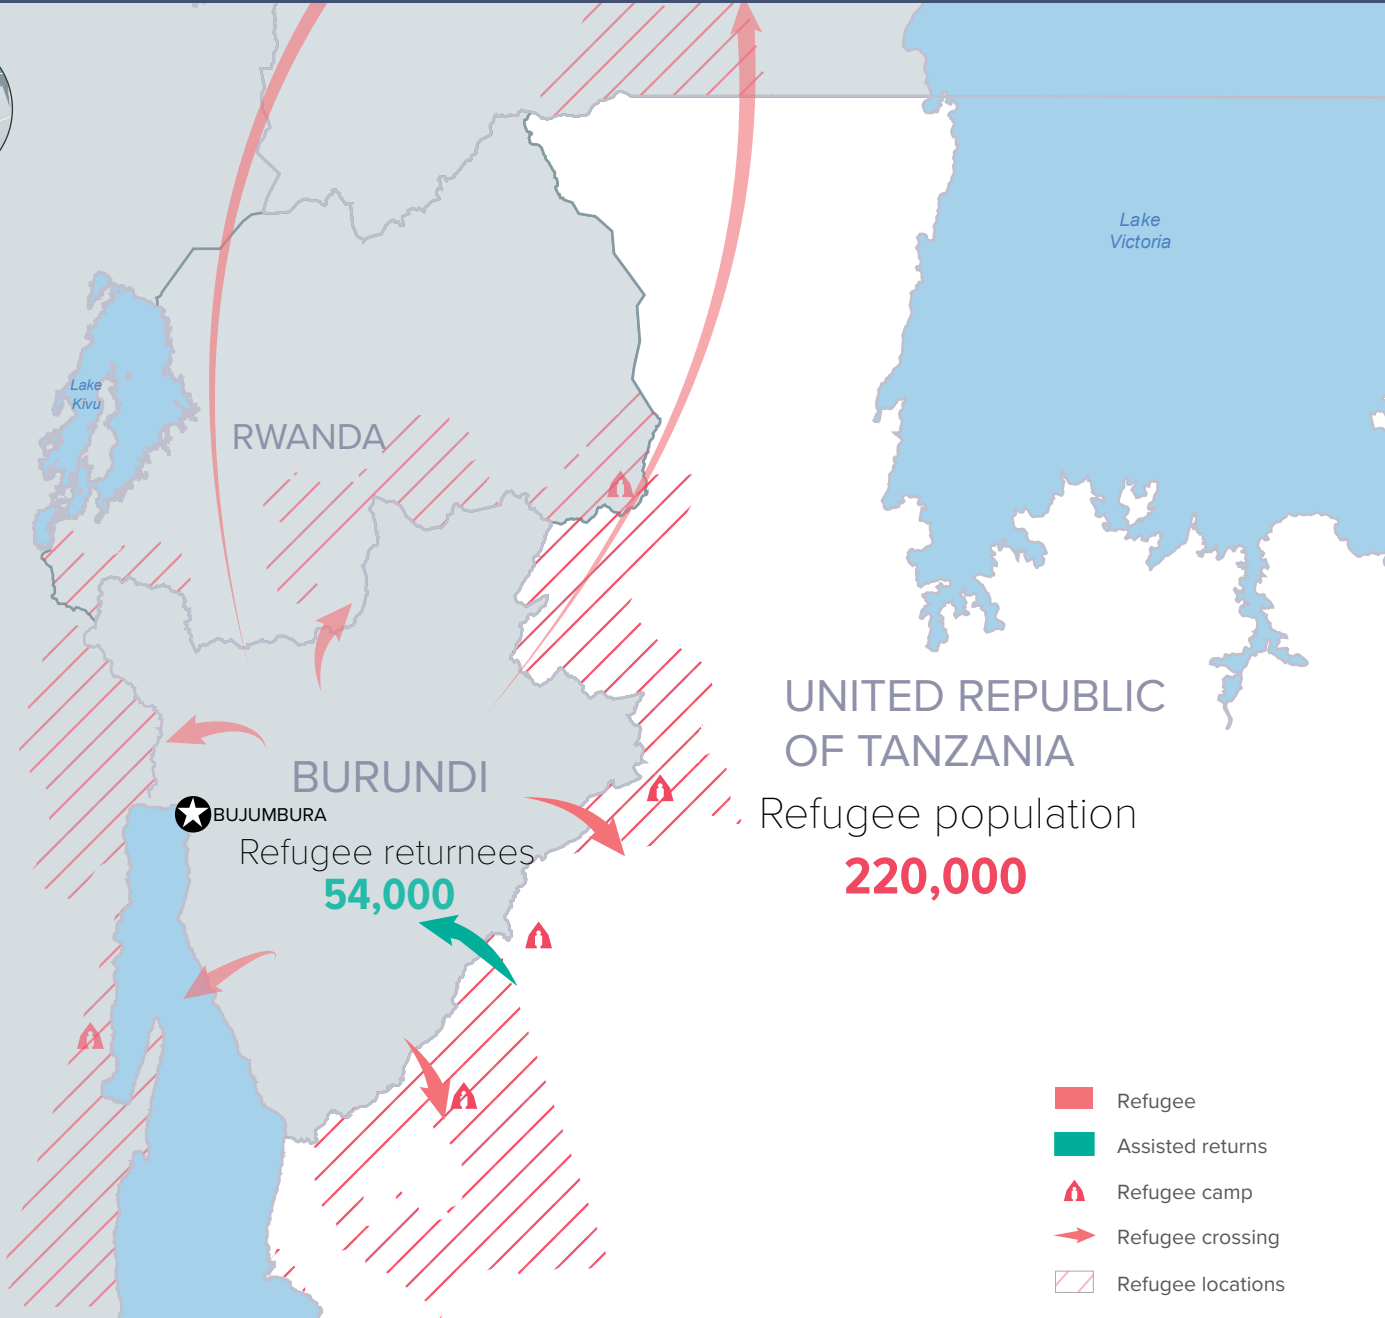 Lake
Victoria
Lake
Kivu
RWANDA
UNITED REPUBLIC
OF TANZANIA
BURUNDI
Refugee population
220,000
BUJUMBURA
Refugee returnees
54,000
Refugee
Assisted returns
Refugee camp
Refugee crossing
Refugee locations